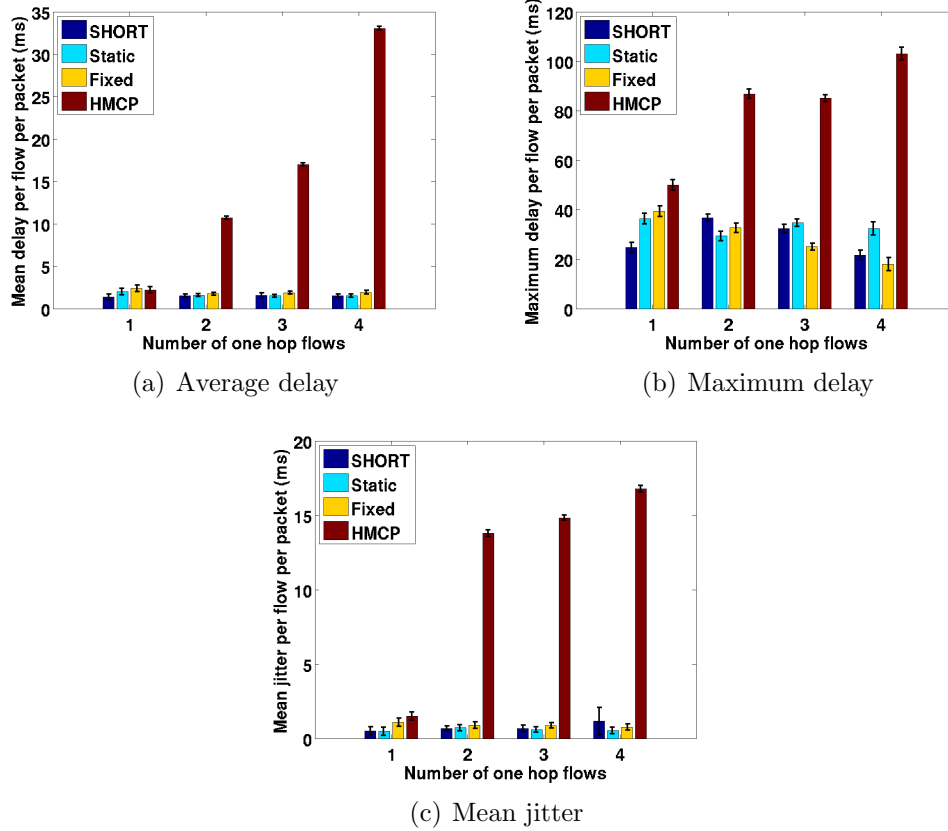 Mean delay per flow per packet (ms)
35
30
25
20
15
10
5
0
SHORT
Static
Fixed
HMCP
1 2 3 4
Number of one hop flows
(a) Average delay
Maximum delay per flow per packet (ms)
120
100
80
60
40
20
0
SHORT
Static
Fixed
HMCP
1 2 3 4
Number of one hop flows
(b) Maximum delay
Mean jitter per flow per packet (ms)
20
15
10
5
0
SHORT
Static
Fixed
HMCP
1 2 3 4
Number of one hop flows
(c) Mean jitter